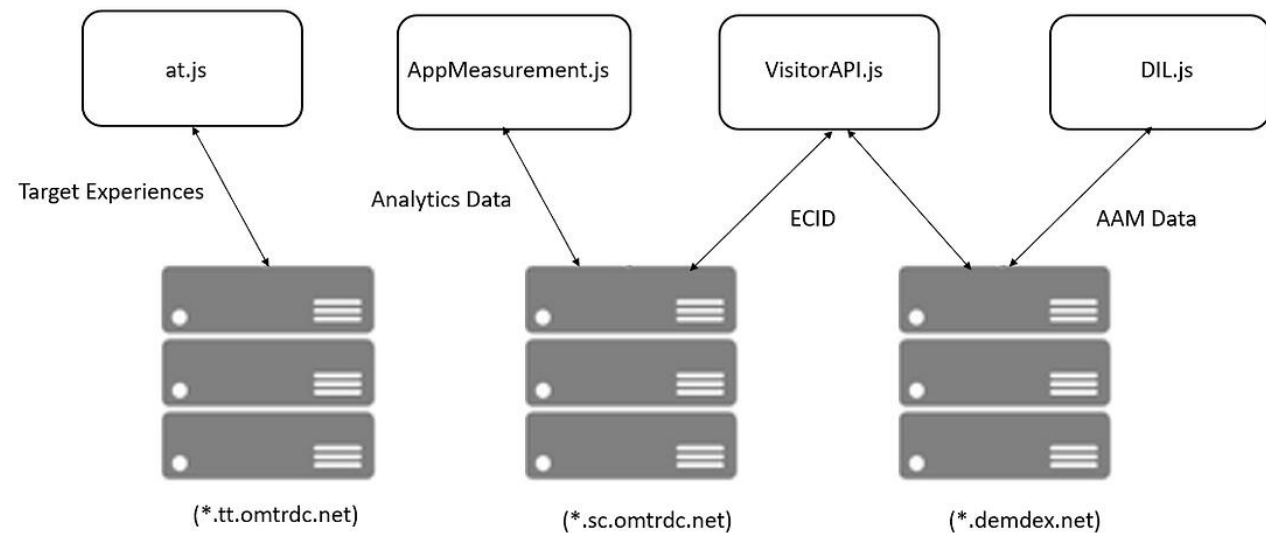 at.js
AppMeasurement.js
VisitorAPI.js
DIL.js
Target Experiences
Analytics Data
ECID
AAM Data
(*.tt.omtrdc.net)
(*.sc.omtrdc.net)
(*.demdex.net)